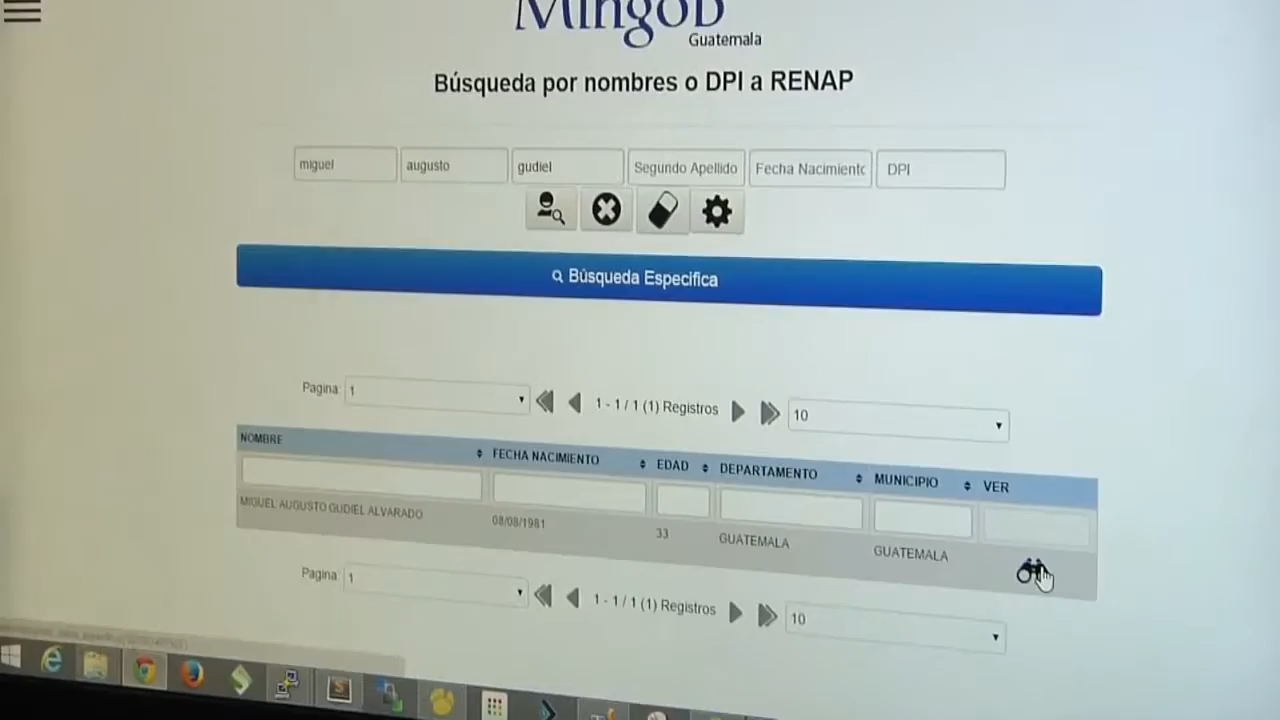 Mingob
Guatemala
Búsqueda por nombres o DPI a RENAP
miguel augusto gudiel Segundo Apellido Fecha Nacimiento DPI
Búsqueda Especifica
Pagina: 1 1 - 1 / 1 (1) Registros 10
NOMBRE FECHA NACIMIENTO EDAD DEPARTAMENTO MUNICIPIO VER
MIGUEL AUGUSTO GUDIEL ALVARADO 08/08/1981 33 GUATEMALA GUATEMALA
Pagina: 1 1 - 1 / 1 (1) Registros 10